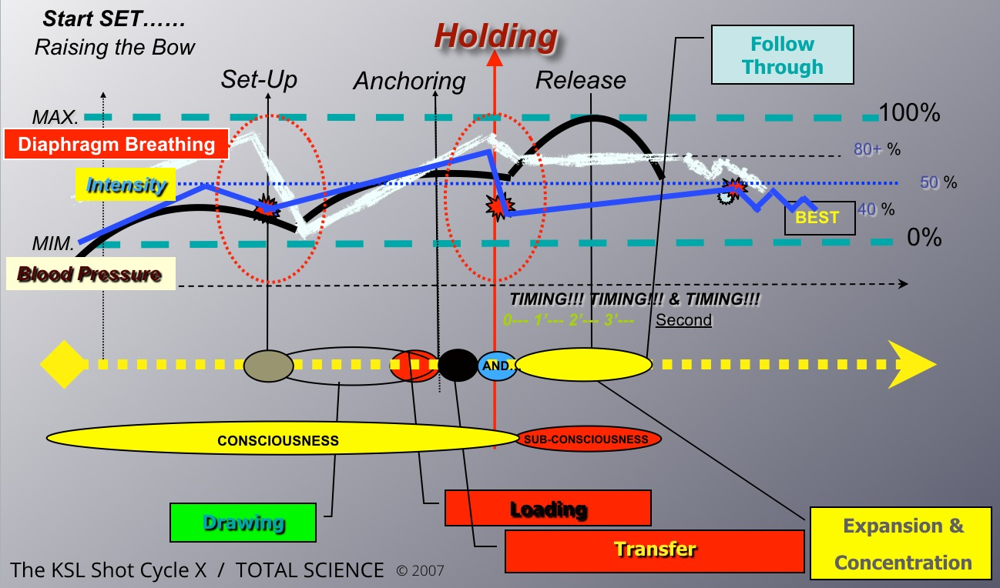 Start SET……
Raising the Bow
Holding
Follow
Through
Set-Up
Anchoring
Release
MAX.
100%
Diaphragm Breathing
80+ %
Intensity
50 %
40 %
BEST
MIM.
0%
Blood Pressure
TIMING!!! TIMING!!! & TIMING!!!
0--- 1’--- 2’--- 3’---
Second
AND…
CONSCIOUSNESS
SUB-CONSCIOUSNESS
Drawing
Loading
Transfer
Expansion &
Concentration
The KSL Shot Cycle X / TOTAL SCIENCE © 2007